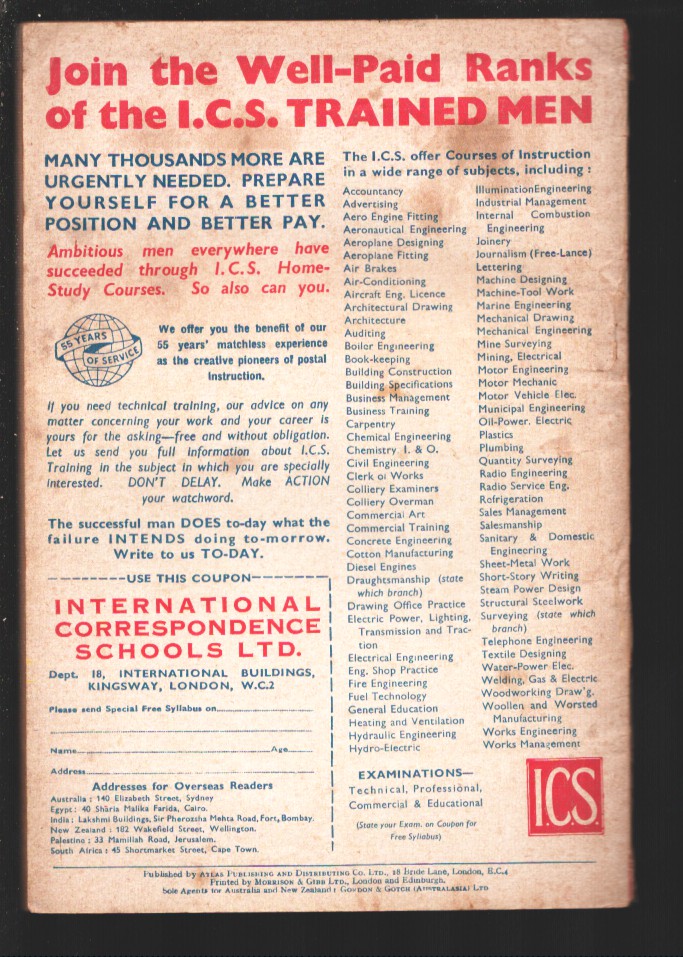 Join the Well-Paid Ranks
of the I.C.S. TRAINED MEN
MANY THOUSANDS MORE ARE
URGENTLY NEEDED. PREPARE
YOURSELF FOR A BETTER
POSITION AND BETTER PAY.
Ambitious men everywhere have
succeeded through I.C.S. Home-
Study Courses. So also can you.
55 YEARS
OF SERVICE
We offer you the benefit of our
55 years' matchless experience
as the creative pioneers of postal
instruction.
If you need technical training, our advice on any
matter concerning your work and your career is
yours for the asking—free and without obligation.
Let us send you full information about I.C.S.
Training in the subject in which you are specially
interested. DON'T DELAY. Make ACTION
your watchword.
The successful man DOES to-day what the
failure INTENDS doing to-morrow.
Write to us TO-DAY.
USE THIS COUPON
INTERNATIONAL
CORRESPONDENCE
SCHOOLS LTD.
Dept. 18, INTERNATIONAL BUILDINGS,
KINGSWAY, LONDON, W.C.2
Please send Special Free Syllabus on
Name Age
Address
Addresses for Overseas Readers
Australia : 140 Elizabeth Street, Sydney
Egypt : 40 Sharia Malika Farida, Cairo.
India : Lakshmi Buildings, Sir Pherozsha Mehta Road, Fort, Bombay.
New Zealand : 182 Wakefield Street, Wellington.
Palestine : 33 Mamillah Road, Jerusalem.
South Africa : 45 Shortmarket Street, Cape Town.
The I.C.S. offer Courses of Instruction
in a wide range of subjects, including :
Accountancy
Advertising
Aero Engine Fitting
Aeronautical Engineering
Aeroplane Designing
Aeroplane Fitting
Air Brakes
Air-Conditioning
Aircraft Eng. Licence
Architectural Drawing
Architecture
Auditing
Boiler Engineering
Book-keeping
Building Construction
Building Specifications
Business Management
Business Training
Carpentry
Chemical Engineering
Chemistry I. & O.
Civil Engineering
Clerk of Works
Colliery Examiners
Colliery Overman
Commercial Art
Commercial Training
Concrete Engineering
Cotton Manufacturing
Diesel Engines
Draughtsmanship (state
which branch)
Drawing Office Practice
Electric Power, Lighting,
Transmission and Trac-
tion
Electrical Engineering
Eng. Shop Practice
Fire Engineering
Fuel Technology
General Education
Heating and Ventilation
Hydraulic Engineering
Hydro-Electric
Illumination Engineering
Industrial Management
Internal Combustion
Engineering
Joinery
Journalism (Free-Lance)
Lettering
Machine Designing
Machine-Tool Work
Marine Engineering
Mechanical Drawing
Mechanical Engineering
Mine Surveying
Mining, Electrical
Motor Engineering
Motor Mechanic
Motor Vehicle Elec.
Municipal Engineering
Oil-Power. Electric
Plastics
Plumbing
Quantity Surveying
Radio Engineering
Radio Service Eng.
Refrigeration
Sales Management
Salesmanship
Sanitary & Domestic
Engineering
Sheet-Metal Work
Short-Story Writing
Steam Power Design
Structural Steelwork
Surveying (state which
branch)
Telephone Engineering
Textile Designing
Water-Power Elec.
Welding, Gas & Electric
Woodworking Draw'g.
Woollen and Worsted
Manufacturing
Works Engineering
Works Management
EXAMINATIONS—
Technical, Professional,
Commercial & Educational
(State your Exam. on Coupon for
Free Syllabus)
I.C.S.
Published by ATLAS PUBLISHING AND DISTRIBUTING CO. LTD., 18 Bride Lane, London, E.C.4
Printed by MORRISON & GIBB LTD., London and Edinburgh.
Sole Agents for Australia and New Zealand : GORDON & GOTCH (AUSTRALASIA) LTD